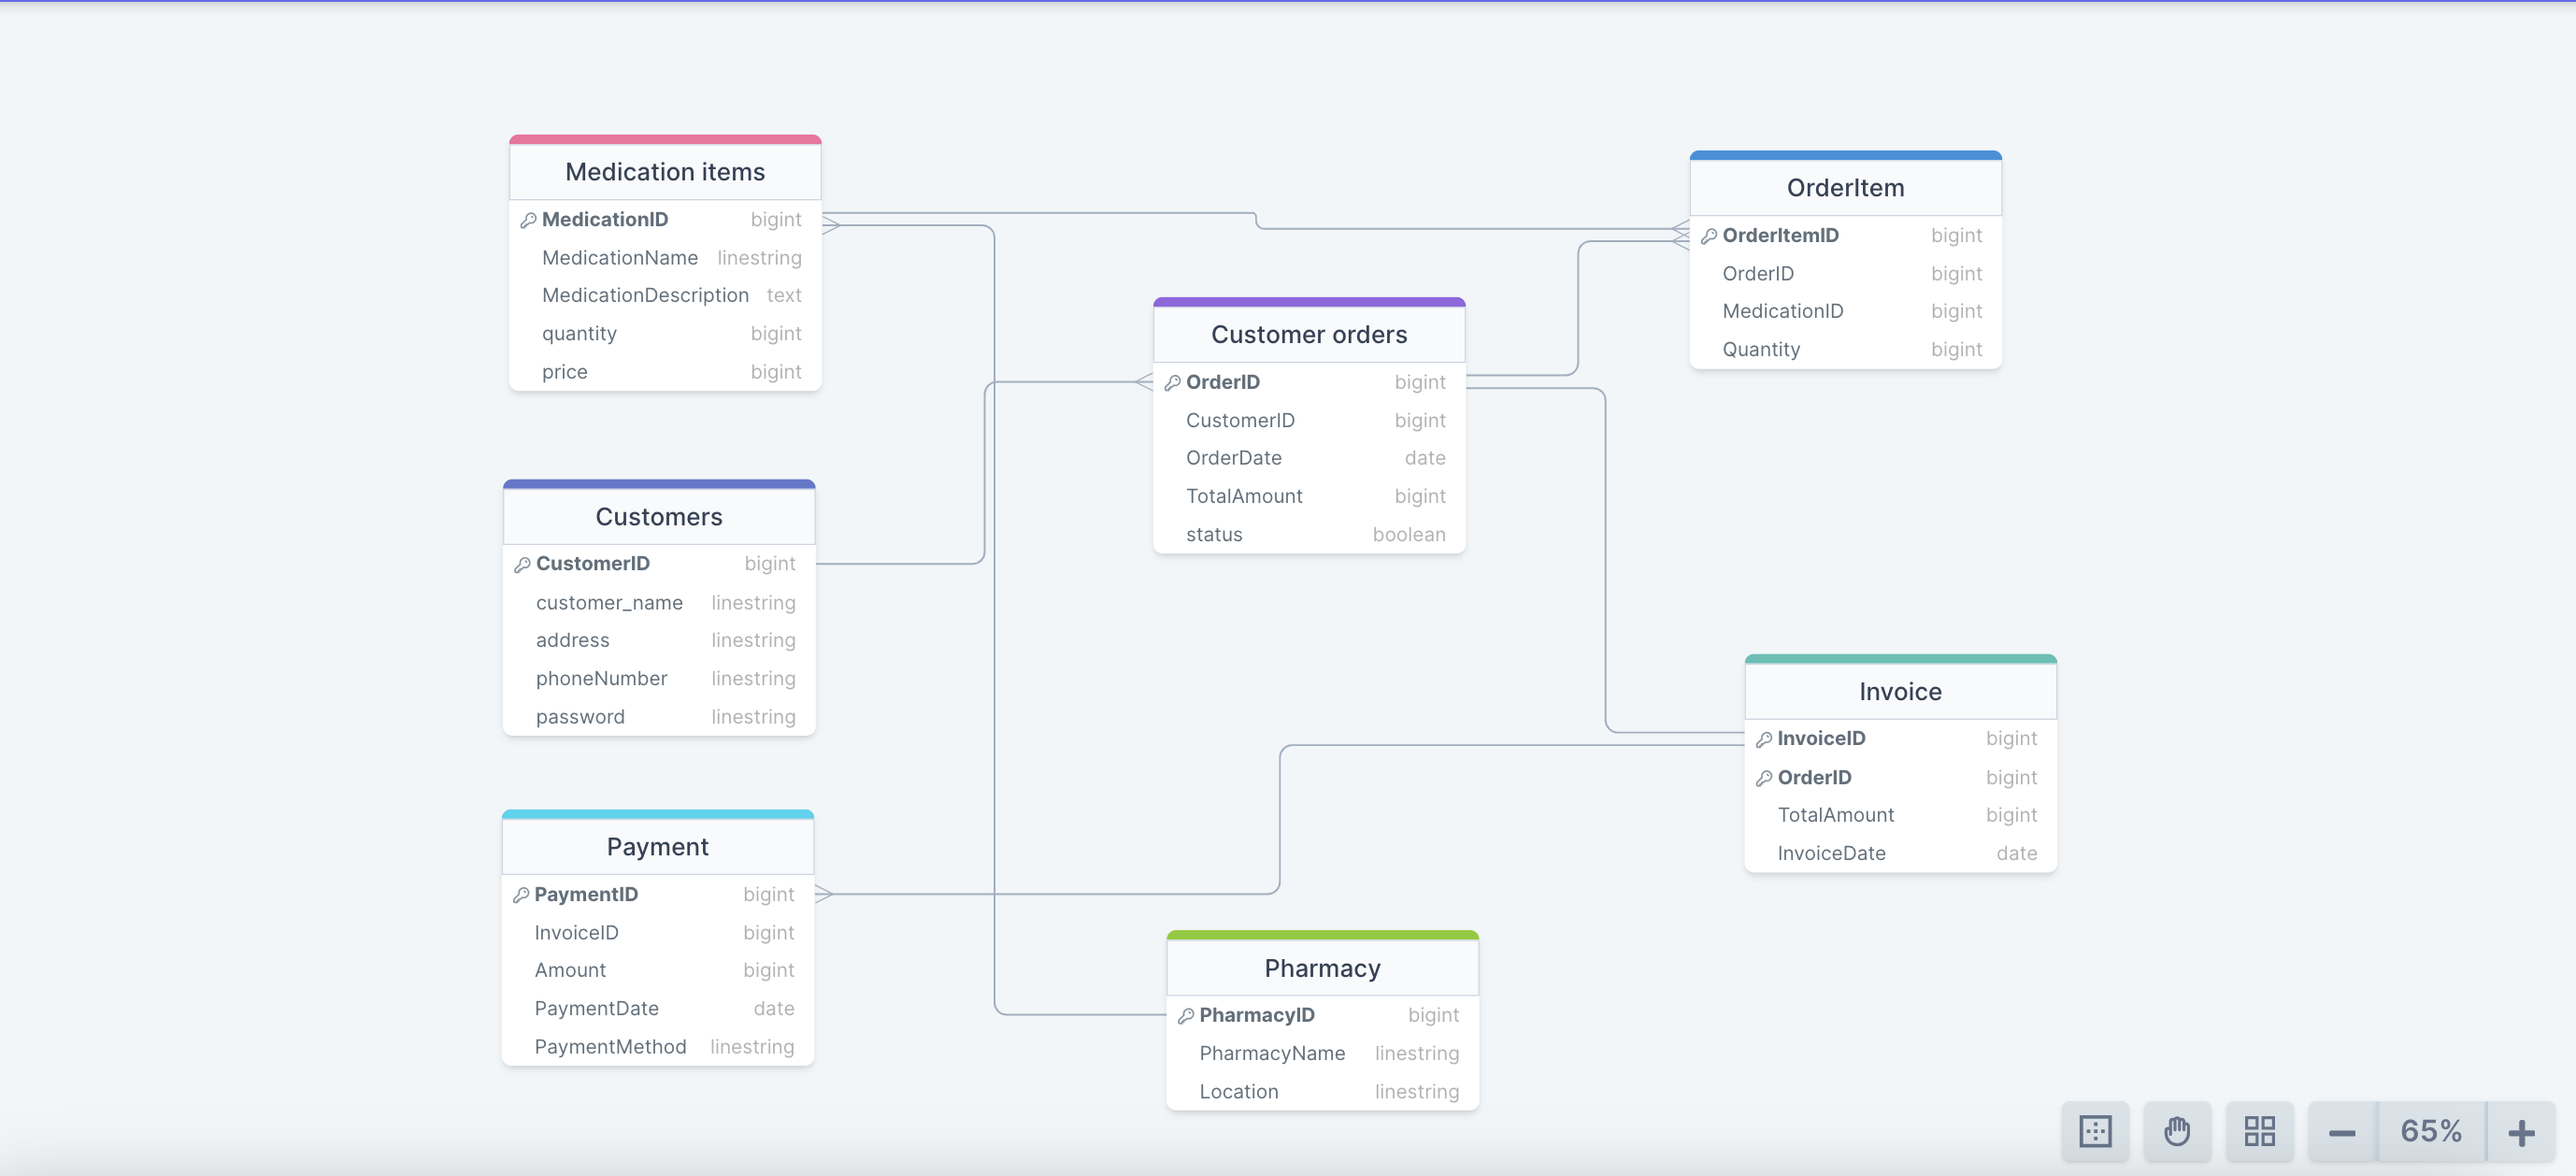 Medication items
MedicationID bigint
MedicationName linestring
MedicationDescription text
quantity bigint
price bigint
OrderItem
OrderItemID bigint
OrderID bigint
MedicationID bigint
Quantity bigint
Customer orders
OrderID bigint
CustomerID bigint
OrderDate date
TotalAmount bigint
status boolean
Customers
CustomerID bigint
customer_name linestring
address linestring
phoneNumber linestring
password linestring
Invoice
InvoiceID bigint
OrderID bigint
TotalAmount bigint
InvoiceDate date
Payment
PaymentID bigint
InvoiceID bigint
Amount bigint
PaymentDate date
PaymentMethod linestring
Pharmacy
PharmacyID bigint
PharmacyName linestring
Location linestring
65%